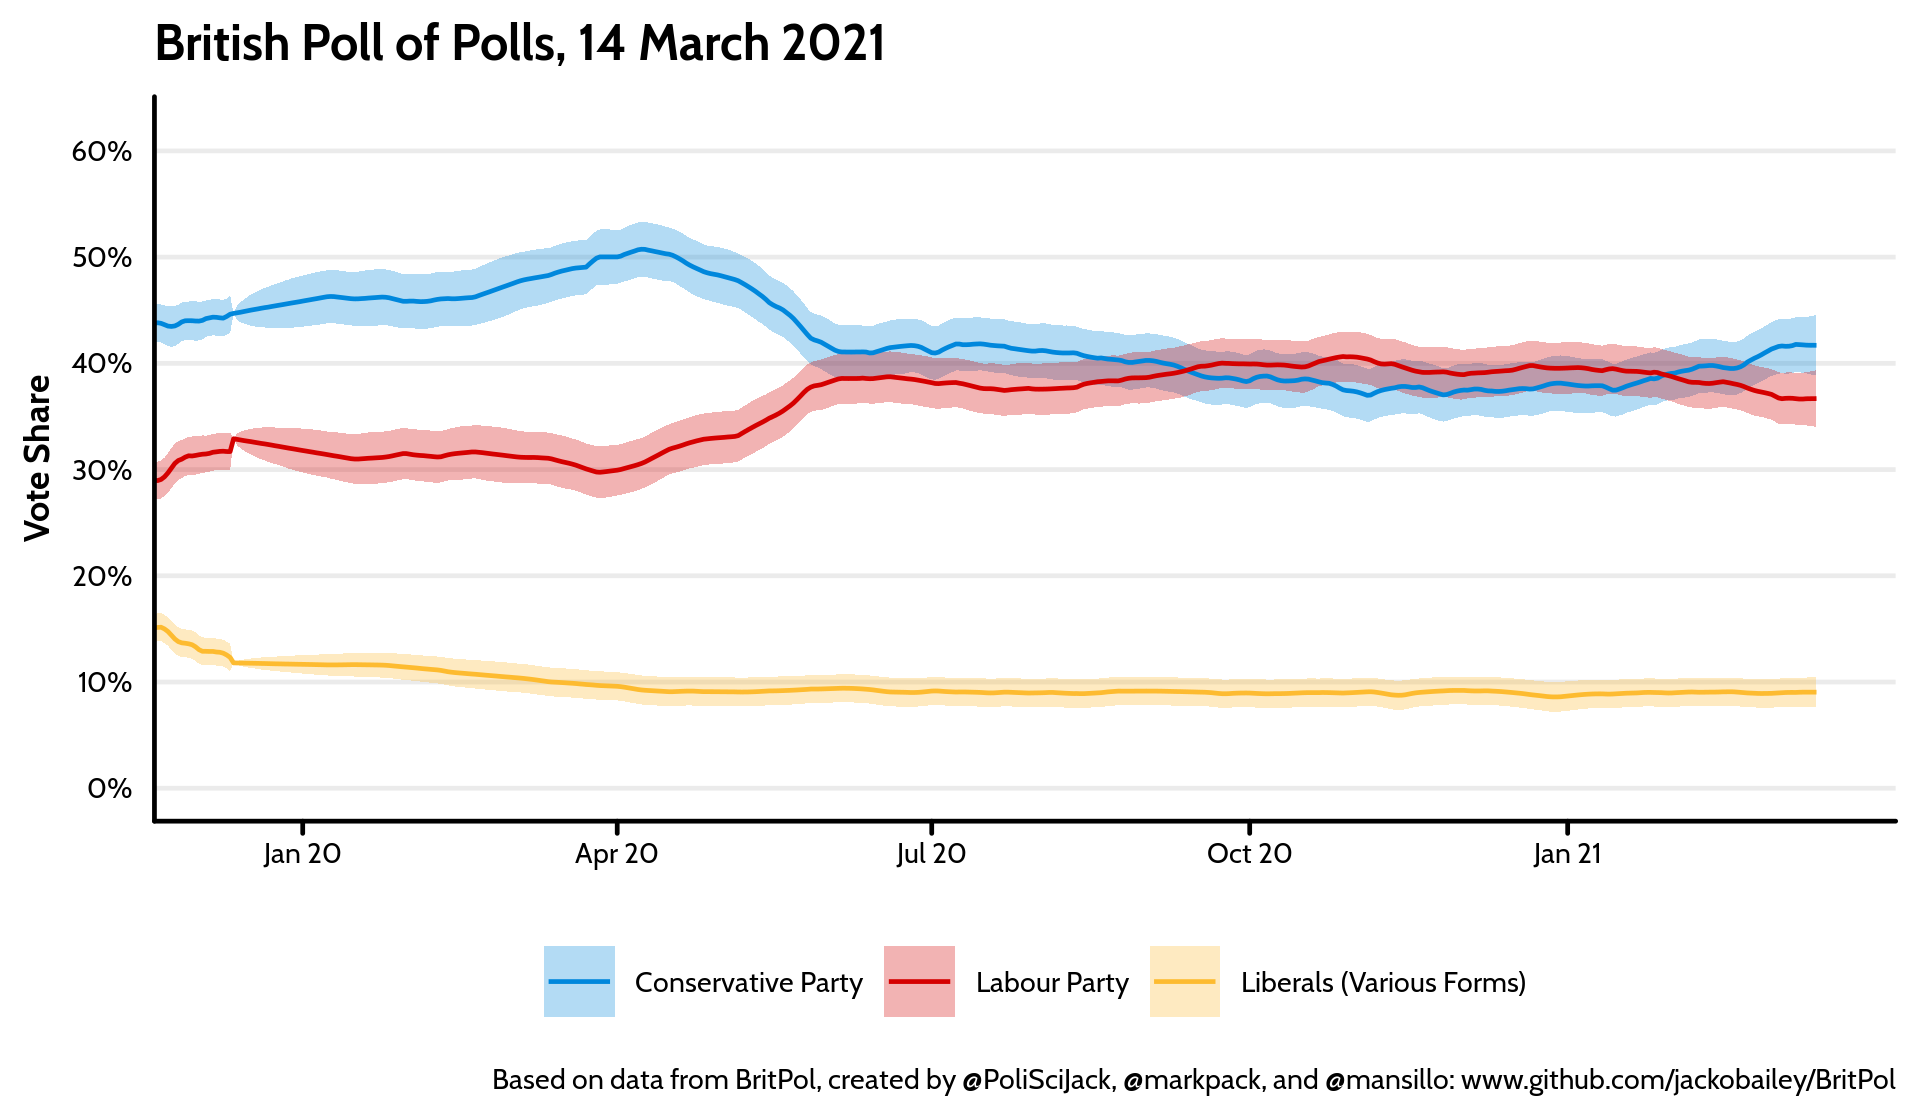 British Poll of Polls, 14 March 2021
Vote Share
60%
50%
40%
30%
20%
10%
0%
Jan 20 Apr 20 Jul 20 Oct 20 Jan 21
Conservative Party Labour Party Liberals (Various Forms)
Based on data from BritPol, created by @PoliSciJack, @markpack, and @mansillo: www.github.com/jackobailey/BritPol